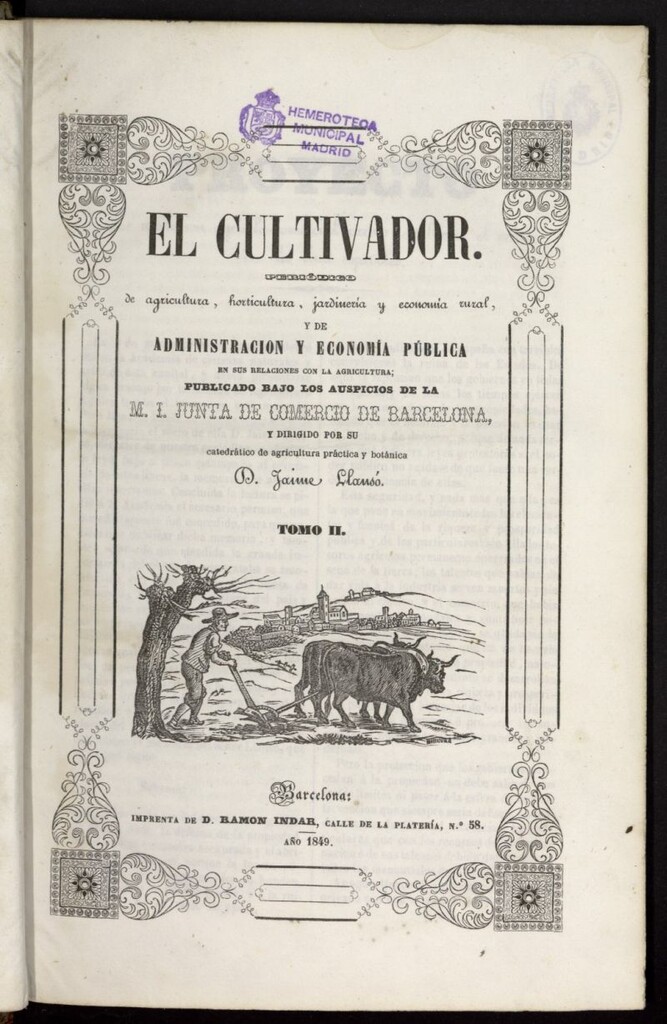 HEMEROTECA
MUNICIPAL
MADRID
EL CULTIVADOR.
PERIÓDICO
de agricultura, horticultura, jardinería y economía rural,
Y DE
ADMINISTRACION Y ECONOMÍA PÚBLICA
EN SUS RELACIONES CON LA AGRICULTURA;
PUBLICADO BAJO LOS AUSPICIOS DE LA
M. I. JUNTA DE COMERCIO DE BARCELONA,
Y DIRIGIDO POR SU
catedrático de agricultura práctica y botánica
D. Jaime Llansó.
TOMO II.
Barcelona:
IMPRENTA DE D. RAMON INDAR, CALLE DE LA PLATERÍA, N.º 58.
AÑO 1849.